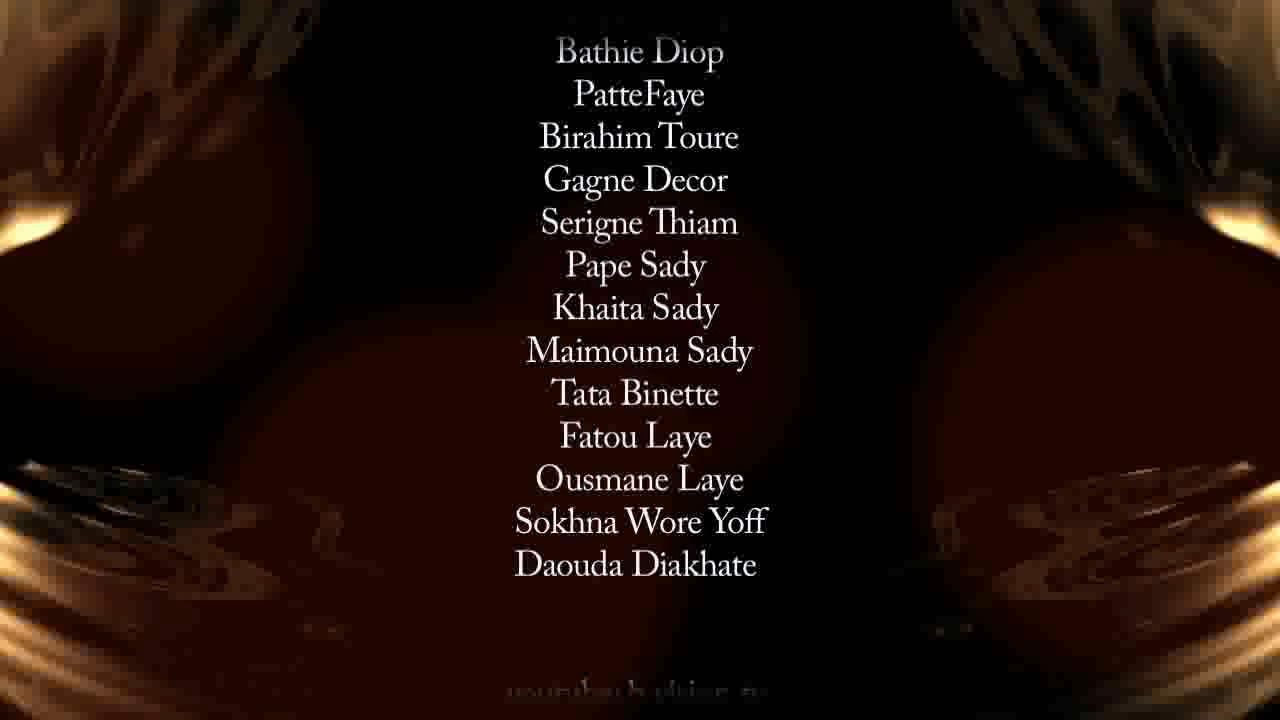 Bathie Diop
PatteFaye
Birahim Toure
Gagne Decor
Serigne Thiam
Pape Sady
Khaita Sady
Maimouna Sady
Tata Binette
Fatou Laye
Ousmane Laye
Sokhna Wore Yoff
Daouda Diakhate